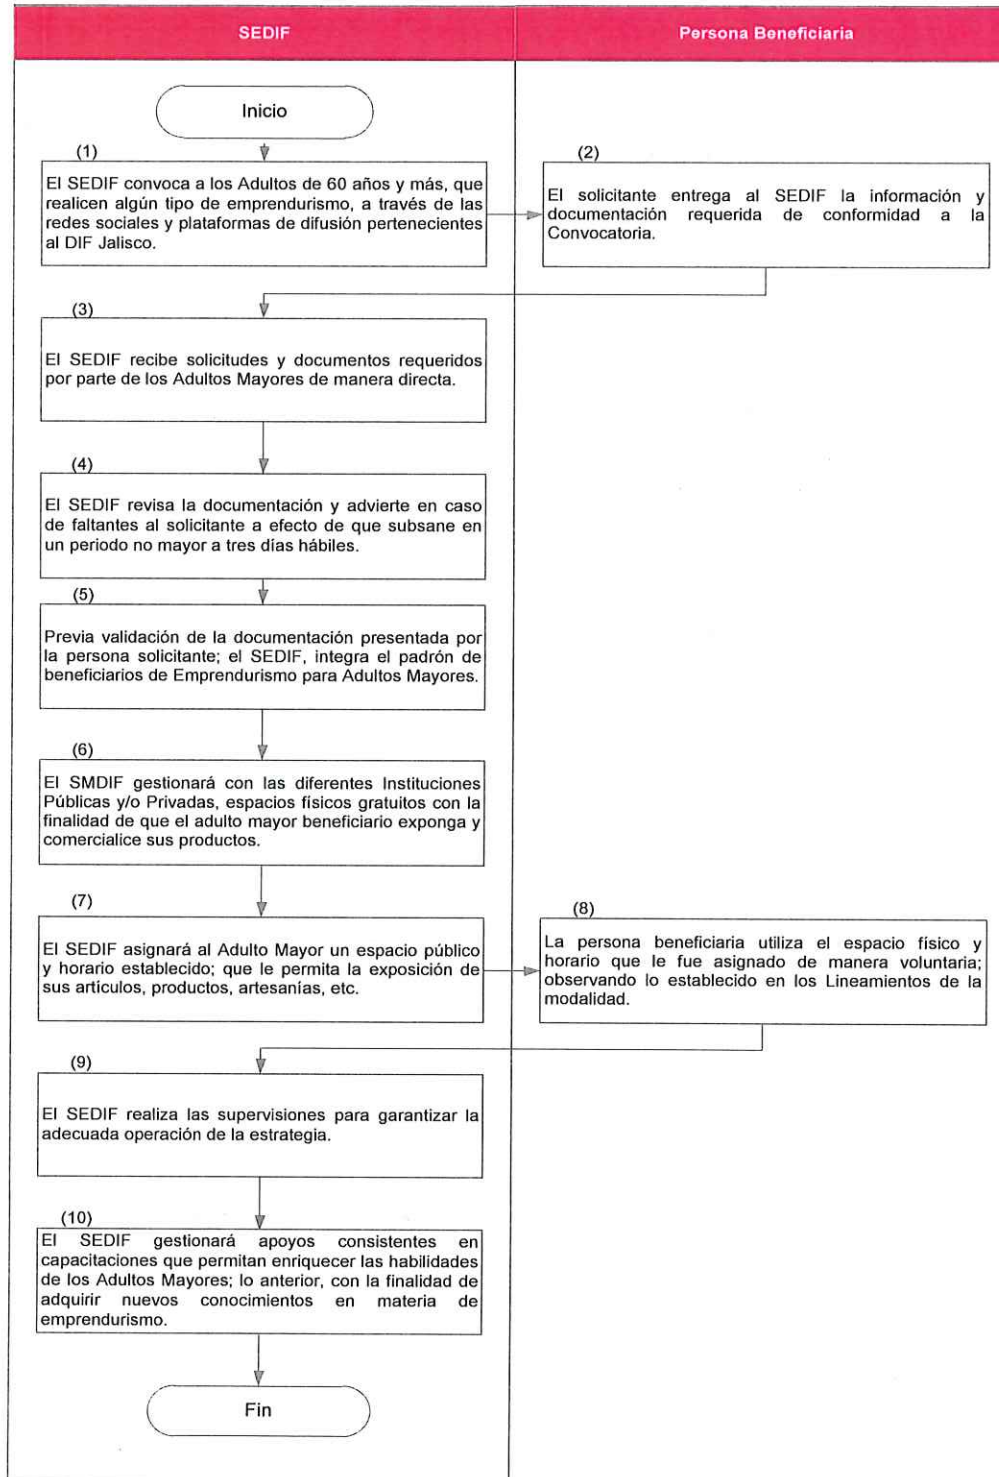 SEDIF
Persona Beneficiaria
Inicio
(1)
El SEDIF convoca a los Adultos de 60 años y más, que
realicen algún tipo de emprendurismo, a través de las
redes sociales y plataformas de difusión pertenecientes
al DIF Jalisco.
(2)
El solicitante entrega al SEDIF la información y
documentación requerida de conformidad a la
Convocatoria.
(3)
El SEDIF recibe solicitudes y documentos requeridos
por parte de los Adultos Mayores de manera directa.
(4)
El SEDIF revisa la documentación y advierte en caso
de faltantes al solicitante a efecto de que subsane en
un periodo no mayor a tres días hábiles.
(5)
Previa validación de la documentación presentada por
la persona solicitante; el SEDIF, integra el padrón de
beneficiarios de Emprendurismo para Adultos Mayores.
(6)
El SMDIF gestionará con las diferentes Instituciones
Públicas y/o Privadas, espacios físicos gratuitos con la
finalidad de que el adulto mayor beneficiario exponga y
comercialice sus productos.
(7)
El SEDIF asignará al Adulto Mayor un espacio público
y horario establecido; que le permita la exposición de
sus artículos, productos, artesanías, etc.
(8)
La persona beneficiaria utiliza el espacio físico y
horario que le fue asignado de manera voluntaria;
observando lo establecido en los Lineamientos de la
modalidad.
(9)
El SEDIF realiza las supervisiones para garantizar la
adecuada operación de la estrategia.
(10)
El SEDIF gestionará apoyos consistentes en
capacitaciones que permitan enriquecer las habilidades
de los Adultos Mayores; lo anterior, con la finalidad de
adquirir nuevos conocimientos en materia de
emprendurismo.
Fin